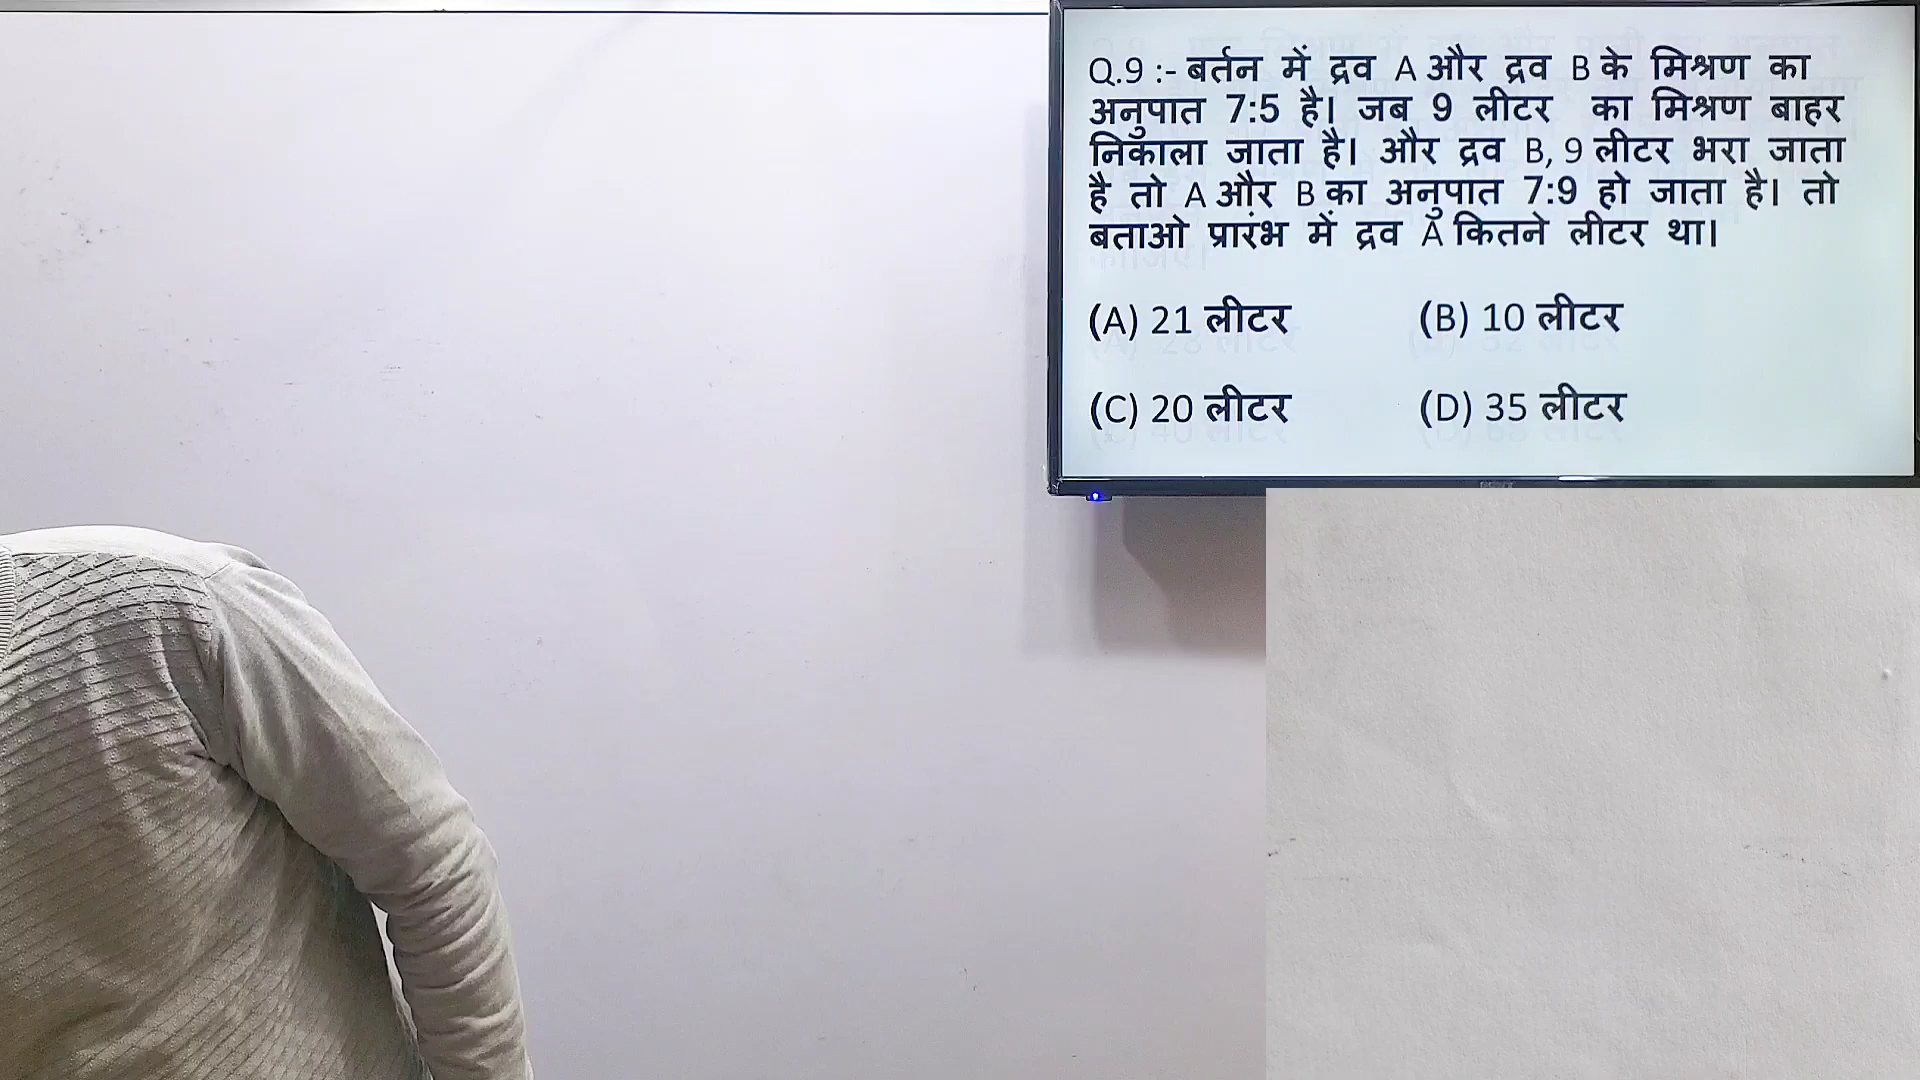 Q.9 :- बर्तन में द्रव A और द्रव B के मिश्रण का
अनुपात 7:5 है। जब 9 लीटर का मिश्रण बाहर
निकाला जाता है। और द्रव B, 9 लीटर भरा जाता
है तो A और B का अनुपात 7:9 हो जाता है। तो
बताओ प्रारंभ में द्रव A कितने लीटर था।
(A) 21 लीटर (B) 10 लीटर
(C) 20 लीटर (D) 35 लीटर